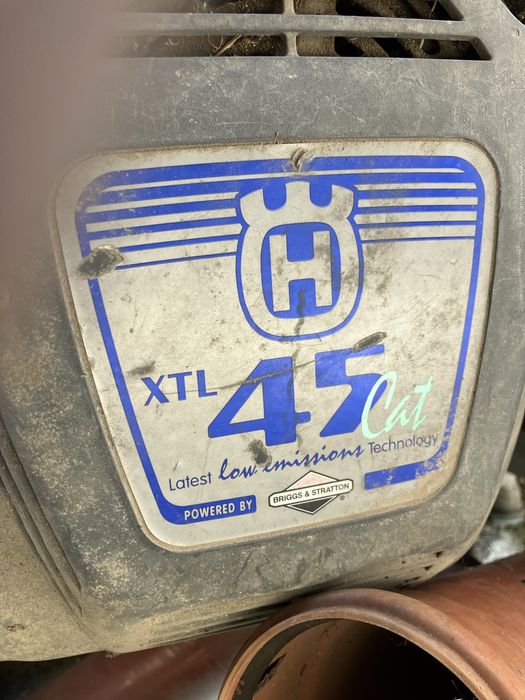 H
XTL 45 Cat
Latest low emissions Technology
POWERED BY BRIGGS & STRATTON